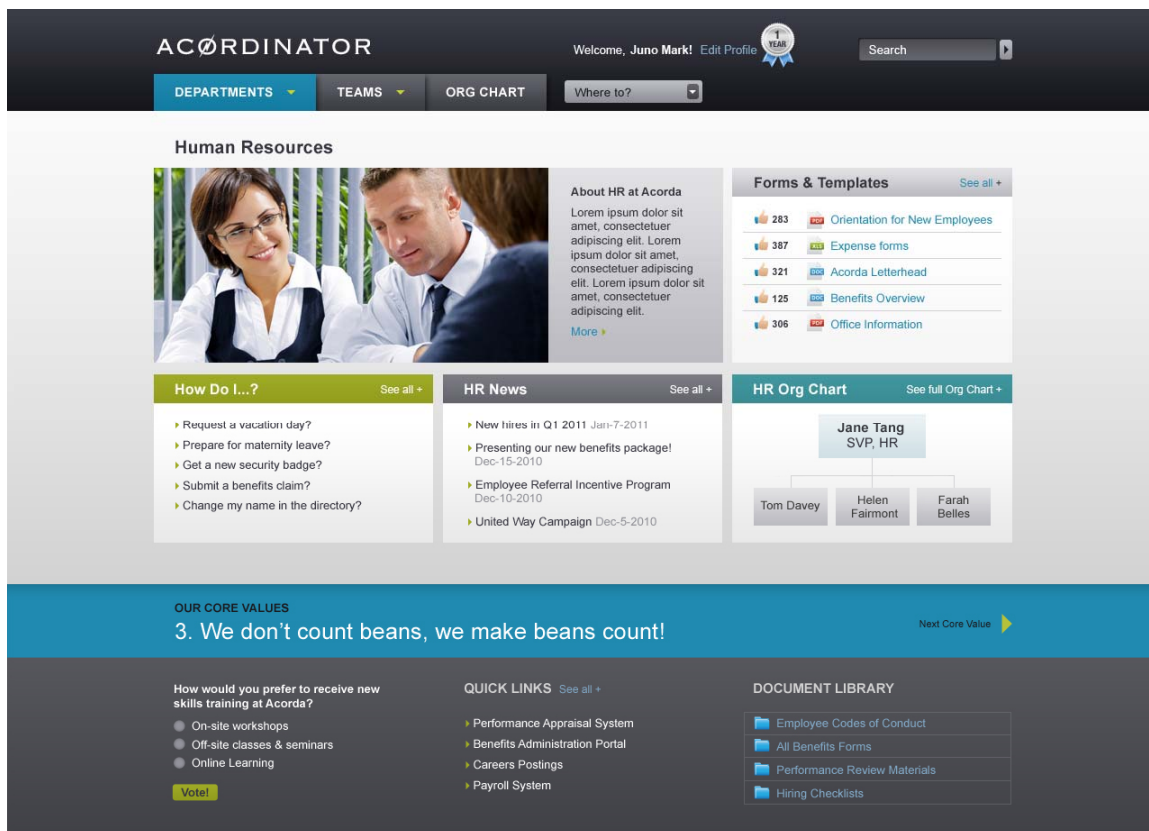 ACØRDINATOR
Welcome, Juno Mark! Edit Profile
1
YEAR
Search
DEPARTMENTS
TEAMS
ORG CHART
Where to?
Human Resources
About HR at Acorda
Lorem ipsum dolor sit
amet, consectetuer
adipiscing elit. Lorem
ipsum dolor sit amet,
consectetuer adipiscing
elit. Lorem ipsum dolor sit
amet, consectetuer
adipiscing elit.
More
Forms & Templates See all +
283 PDF Orientation for New Employees
387 XLS Expense forms
321 DOC Acorda Letterhead
125 DOC Benefits Overview
306 PDF Office Information
How Do I...? See all +
Request a vacation day?
Prepare for maternity leave?
Get a new security badge?
Submit a benefits claim?
Change my name in the directory?
HR News See all +
New hires in Q1 2011 Jan-7-2011
Presenting our new benefits package!
Dec-15-2010
Employee Referral Incentive Program
Dec-10-2010
United Way Campaign Dec-5-2010
HR Org Chart See full Org Chart +
Jane Tang
SVP, HR
Tom Davey
Helen
Fairmont
Farah
Belles
OUR CORE VALUES
3. We don't count beans, we make beans count!
Next Core Value
How would you prefer to receive new
skills training at Acorda?
On-site workshops
Off-site classes & seminars
Online Learning
Vote!
QUICK LINKS See all +
Performance Appraisal System
Benefits Administration Portal
Careers Postings
Payroll System
DOCUMENT LIBRARY
Employee Codes of Conduct
All Benefits Forms
Performance Review Materials
Hiring Checklists